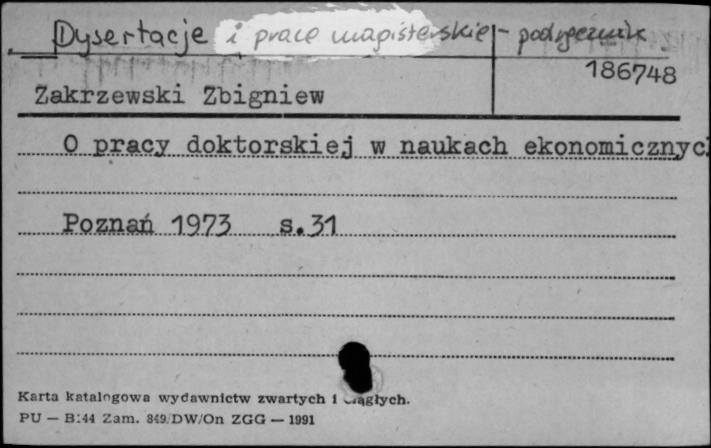 Dysertacje i prace magisterskie - podręcznik
186748
Zakrzewski Zbigniew
O pracy doktorskiej w naukach ekonomicznyc
Poznań 1973 s.31
Karta katalogowa wydawnictw zwartych i ciągłych.
PU — B:44 Zam. 849/DW/On ZGG — 1991